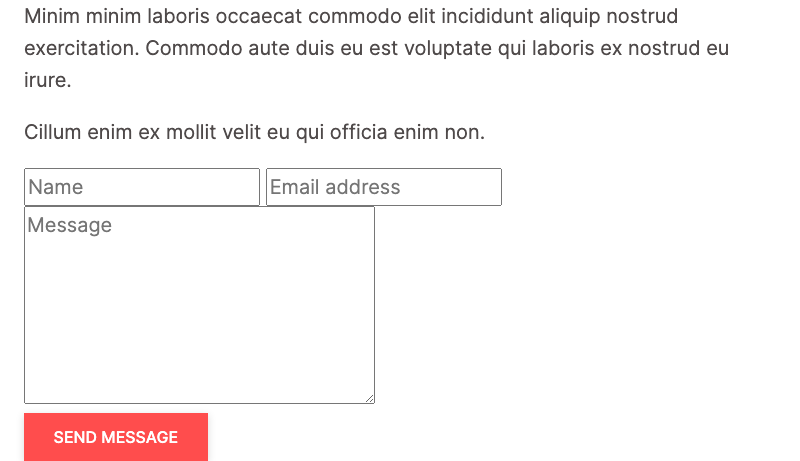 Minim minim laboris occaecat commodo elit incididunt aliquip nostrud
exercitation. Commodo aute duis eu est voluptate qui laboris ex nostrud eu
irure.
Cillum enim ex mollit velit eu qui officia enim non.
Name
Email address
Message
SEND MESSAGE